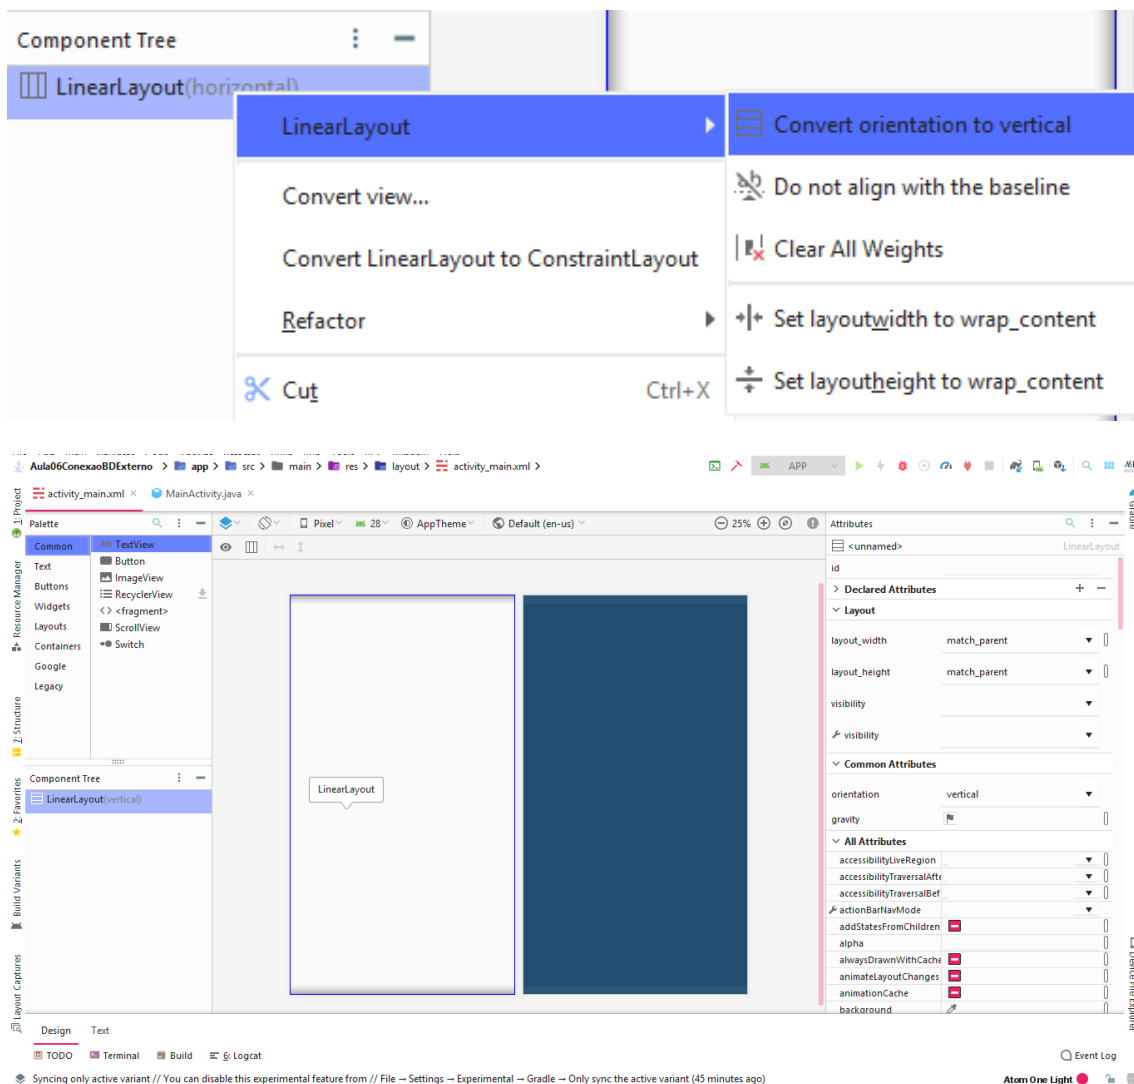 Component Tree
LinearLayout(horizontal)
LinearLayout
Convert orientation to vertical
Convert view...
Do not align with the baseline
Convert LinearLayout to ConstraintLayout
Clear All Weights
Refactor
Set layoutwidth to wrap_content
Cut Ctrl+X
Set layoutheight to wrap_content
Aula06ConexaoBDExterno > app > src > main > res > layout > activity_main.xml >
APP
activity_main.xml ×
MainActivity.java ×
1: Project
Resource Manager
7: Structure
2: Favorites
Build Variants
Layout Captures
Palette
Common
Text
Buttons
Widgets
Layouts
Containers
Google
Legacy
Ab TextView
Button
ImageView
RecyclerView
<> <fragment>
ScrollView
Switch
Component Tree
LinearLayout(vertical)
Pixel
28
AppTheme
Default (en-us)
25%
LinearLayout
Attributes
<unnamed> LinearLayout
id
Declared Attributes
Layout
layout_width match_parent
layout_height match_parent
visibility
visibility
Common Attributes
orientation vertical
gravity
All Attributes
accessibilityLiveRegion
accessibilityTraversalAfte
accessibilityTraversalBef
actionBarNavMode
addStatesFromChildren
alpha
alwaysDrawnWithCache
animateLayoutChanges
animationCache
background
Gradle
Device File Explorer
Design Text
TODO
Terminal
Build
6: Logcat
Event Log
Syncing only active variant // You can disable this experimental feature from // File → Settings → Experimental → Gradle → Only sync the active variant (45 minutes ago)
Atom One Light